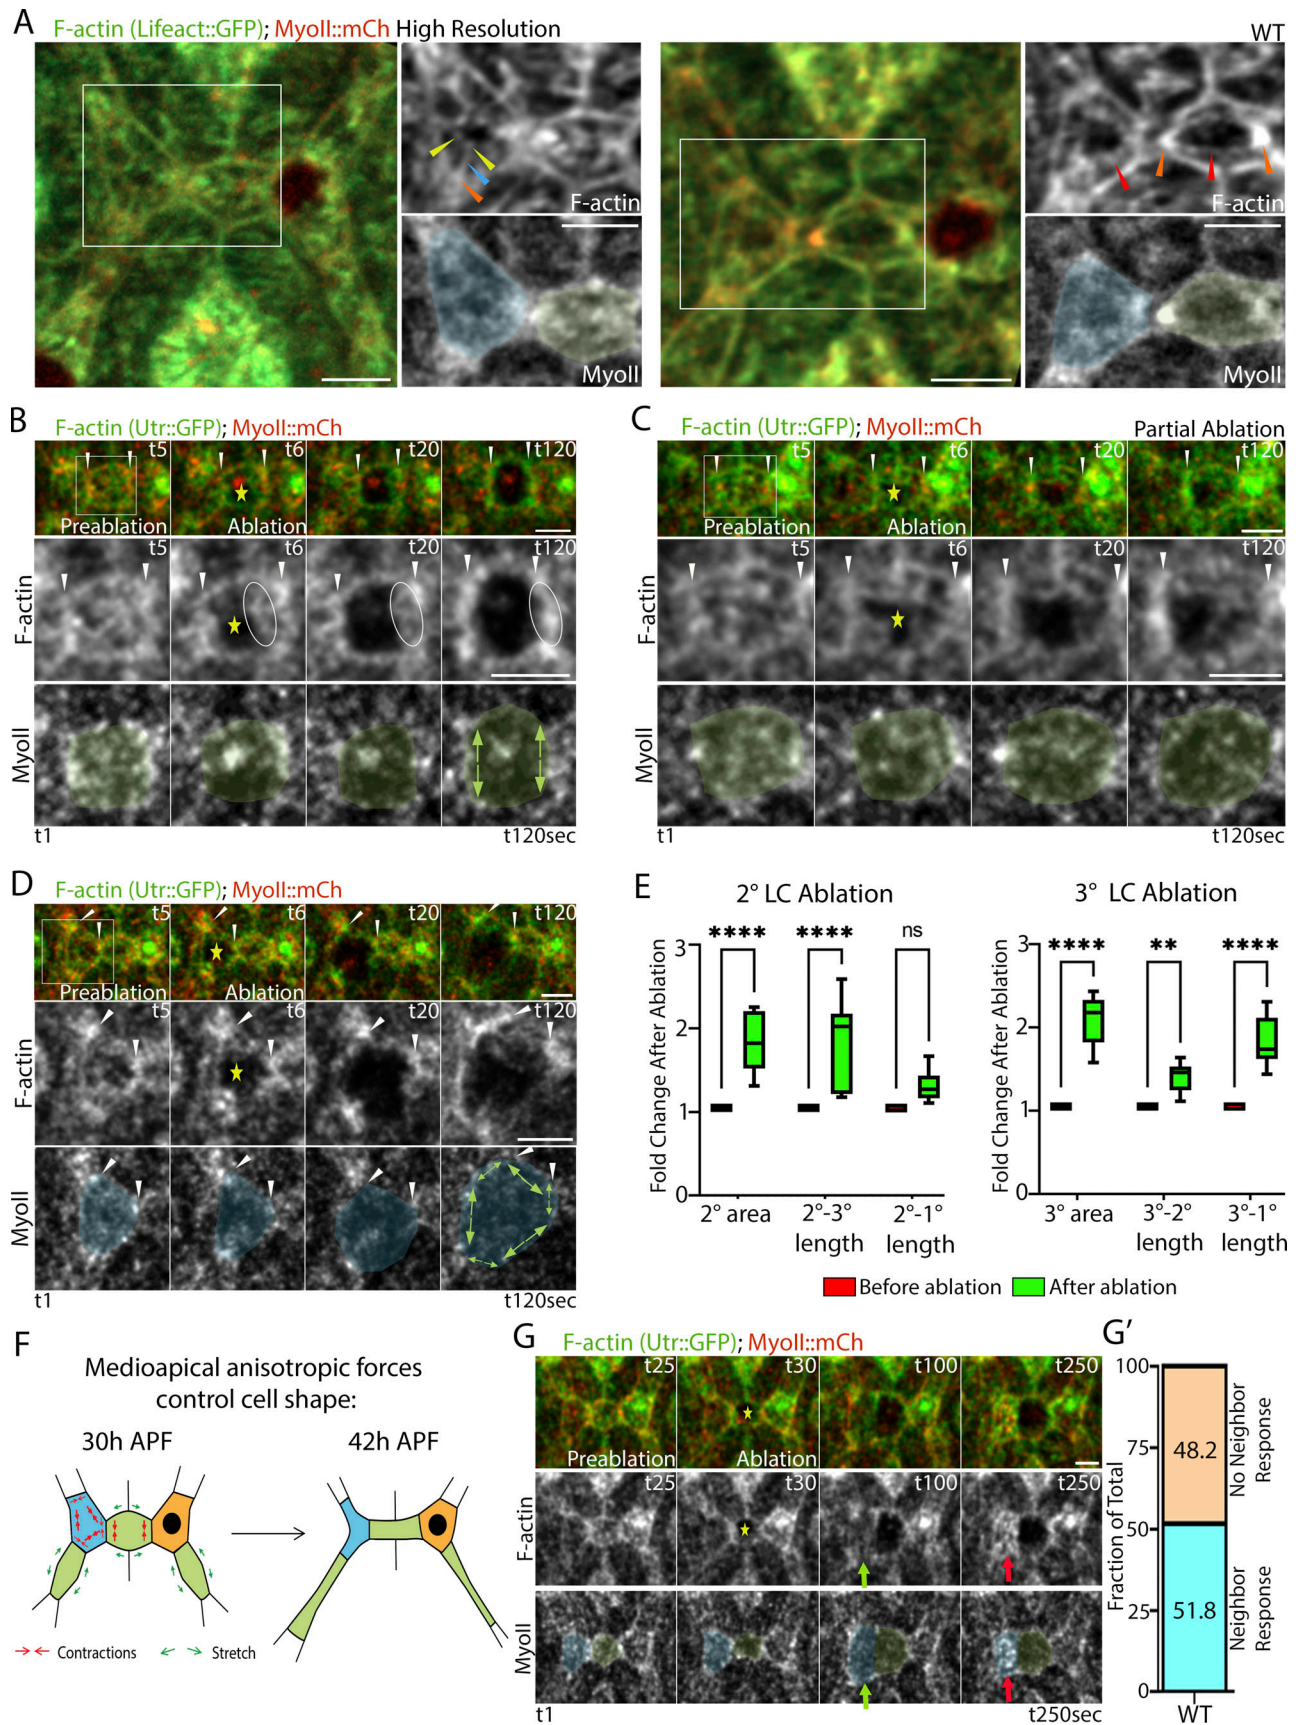 A
F-actin (Lifeact::GFP); MyoII::mCh High Resolution
WT
F-actin
MyoII
F-actin
MyoII
B
F-actin (Utr::GFP); MyoII::mCh
t5
t6
t20
t120
Preablation
Ablation
F-actin
t5
t6
t20
t120
MyoII
t1
t120sec
C
F-actin (Utr::GFP); MyoII::mCh
Partial Ablation
t5
t6
t20
t120
Preablation
Ablation
F-actin
t5
t6
t20
t120
MyoII
t1
t120sec
D
F-actin (Utr::GFP); MyoII::mCh
t5
t6
t20
t120
Preablation
Ablation
F-actin
t5
t6
t20
t120
MyoII
t1
t120sec
E
2° LC Ablation
Fold Change After Ablation
3
2
1
0
****
****
ns
2° area
2°-3° length
2°-1° length
3° LC Ablation
Fold Change After Ablation
3
2
1
0
****
**
****
3° area
3°-2° length
3°-1° length
Before ablation
After ablation
F
Medioapical anisotropic forces
control cell shape:
30h APF
42h APF
Contractions
Stretch
G
F-actin (Utr::GFP); MyoII::mCh
t25
t30
t100
t250
Preablation
Ablation
F-actin
t25
t30
t100
t250
MyoII
t1
t250sec
G'
Fraction of Total
100
75
50
25
0
48.2
51.8
No Neighbor
Response
Neighbor
Response
WT